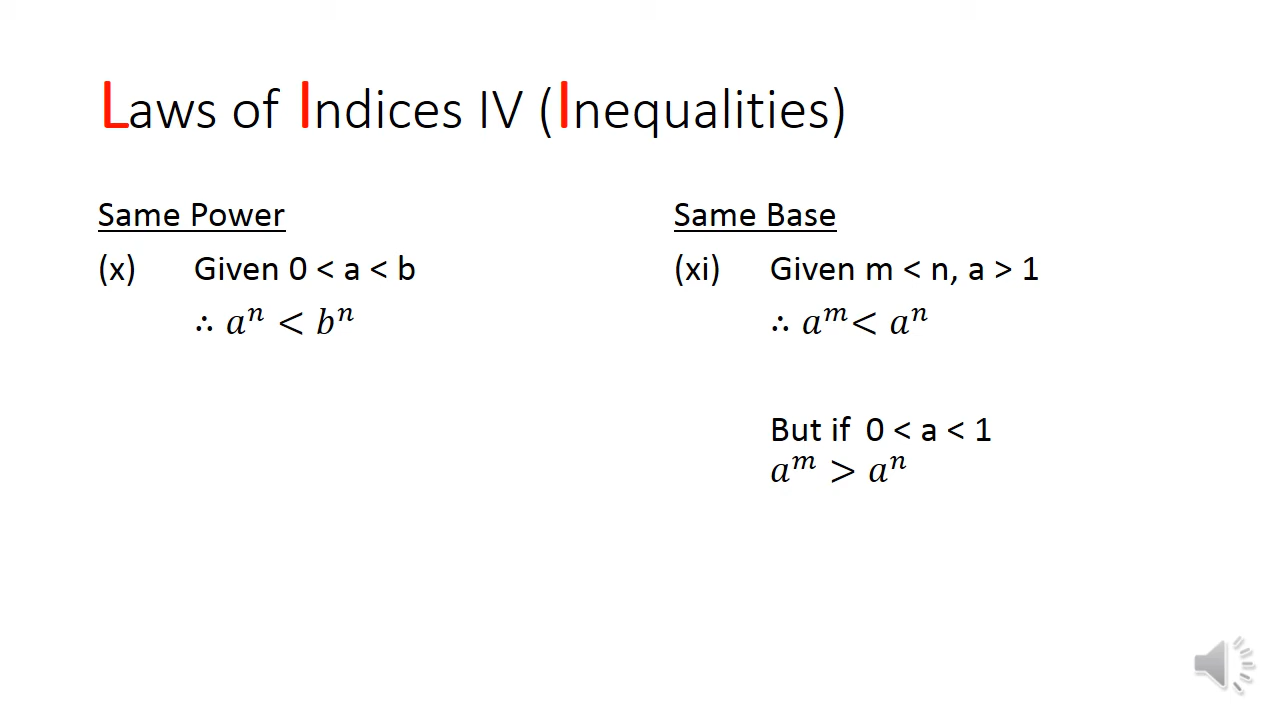 Laws of Indices IV (Inequalities)
Same Power
(x) Given 0 < a < b
∴ aⁿ < bⁿ
Same Base
(xi) Given m < n, a > 1
∴ aᵐ < aⁿ
But if 0 < a < 1
aᵐ > aⁿ